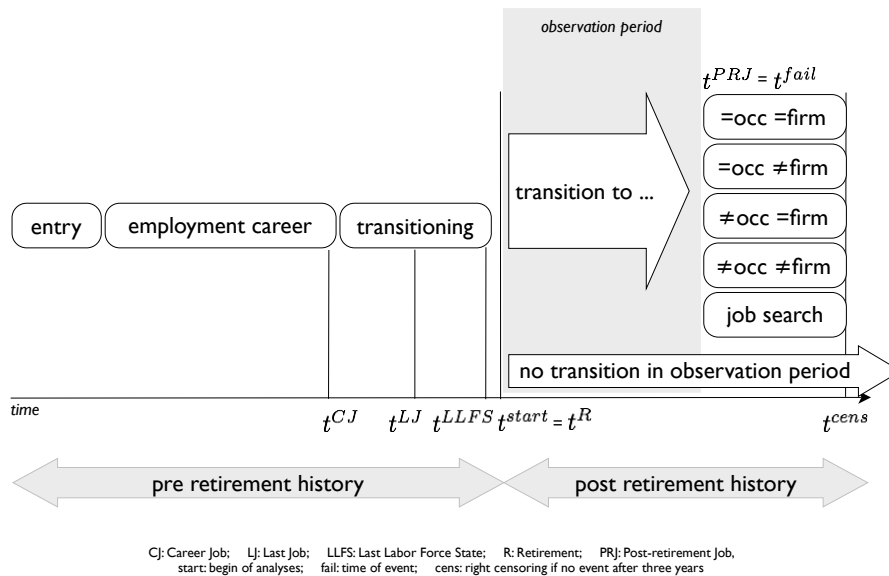 observation period
t^{PRJ} = t^{fail}
=occ =firm
=occ ≠firm
transition to ...
≠occ =firm
entry
employment career
transitioning
≠occ ≠firm
job search
no transition in observation period
time
t^{CJ}
t^{LJ}
t^{LLFS}
t^{start} = t^{R}
t^{cens}
pre retirement history
post retirement history
CJ: Career Job; LJ: Last Job; LLFS: Last Labor Force State; R: Retirement; PRJ: Post-retirement Job,
start: begin of analyses; fail: time of event; cens: right censoring if no event after three years